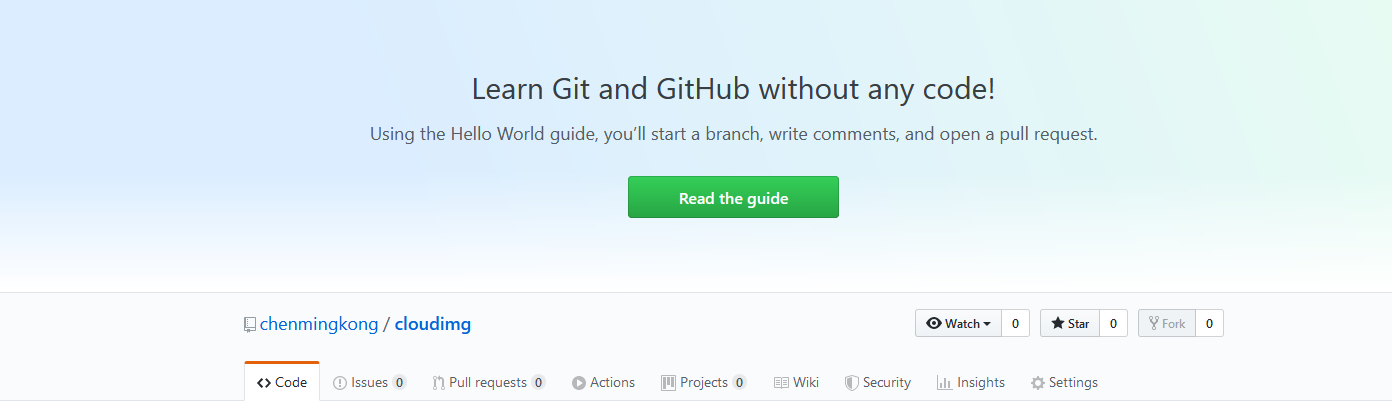 Learn Git and GitHub without any code!
Using the Hello World guide, you’ll start a branch, write comments, and open a pull request.
Read the guide
chenmingkong / cloudimg Watch 0 Star 0 Fork 0
Code Issues 0 Pull requests 0 Actions Projects 0 Wiki Security Insights Settings